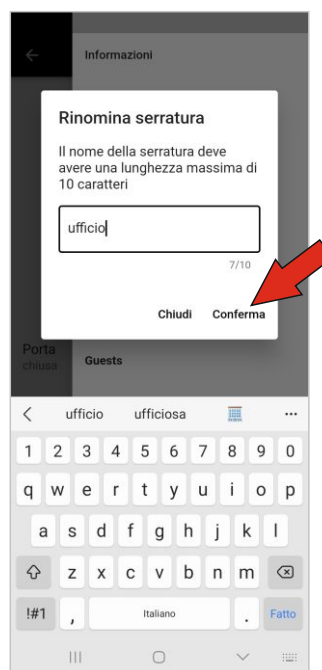 Informazioni
Rinomina serratura
Il nome della serratura deve
avere una lunghezza massima di
10 caratteri
ufficio
7/10
Chiudi Conferma
Porta
chiusa
Guests
ufficio ufficiosa ...
1 2 3 4 5 6 7 8 9 0
q w e r t y u i o p
a s d f g h j k l
z x c v b n m
!#1 , Italiano . Fatto